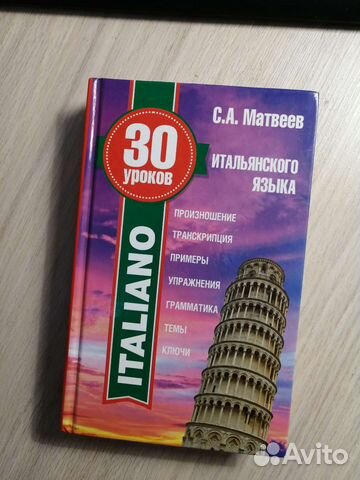 С.А. Матвеев
30
уроков
ИТАЛЬЯНСКОГО
ЯЗЫКА
ITALIANO
ПРОИЗНОШЕНИЕ
ТРАНСКРИПЦИЯ
ПРИМЕРЫ
УПРАЖНЕНИЯ
ГРАММАТИКА
ТЕМЫ
КЛЮЧИ
Avito